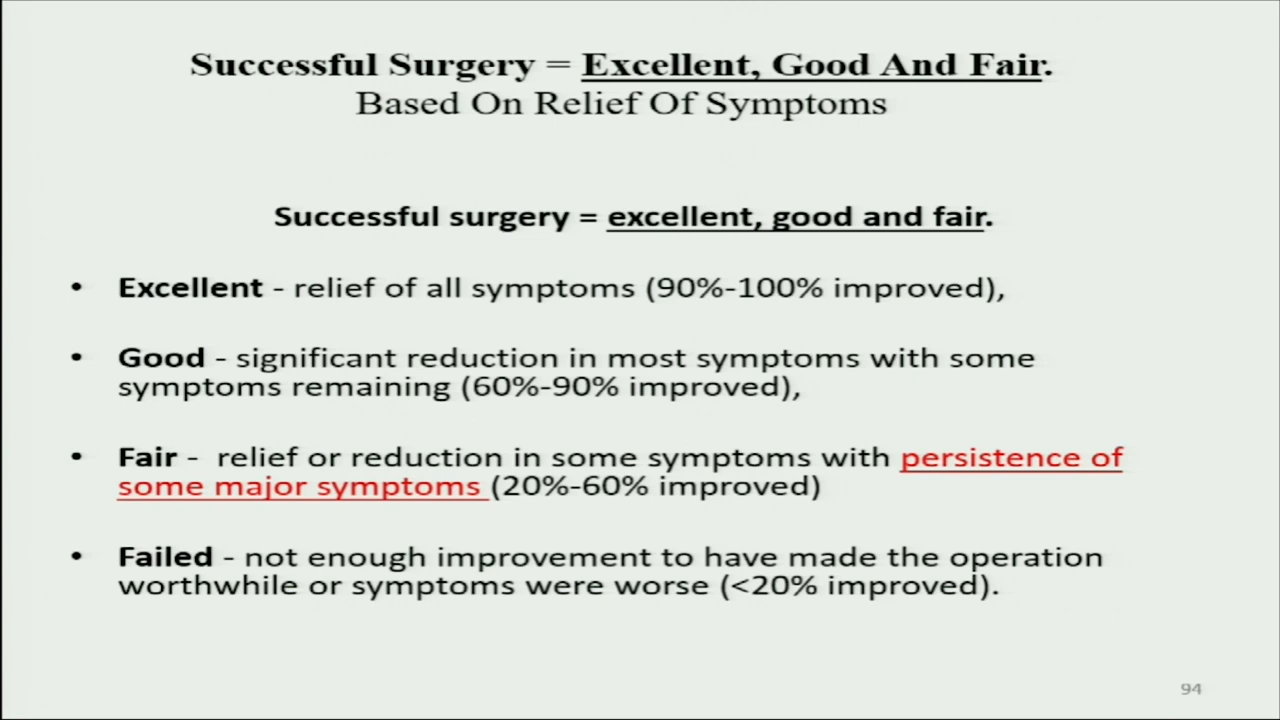 Successful Surgery = Excellent, Good And Fair.
Based On Relief Of Symptoms
Successful surgery = excellent, good and fair.
• Excellent - relief of all symptoms (90%-100% improved),
• Good - significant reduction in most symptoms with some
symptoms remaining (60%-90% improved),
• Fair - relief or reduction in some symptoms with persistence of
some major symptoms (20%-60% improved)
• Failed - not enough improvement to have made the operation
worthwhile or symptoms were worse (<20% improved).
94